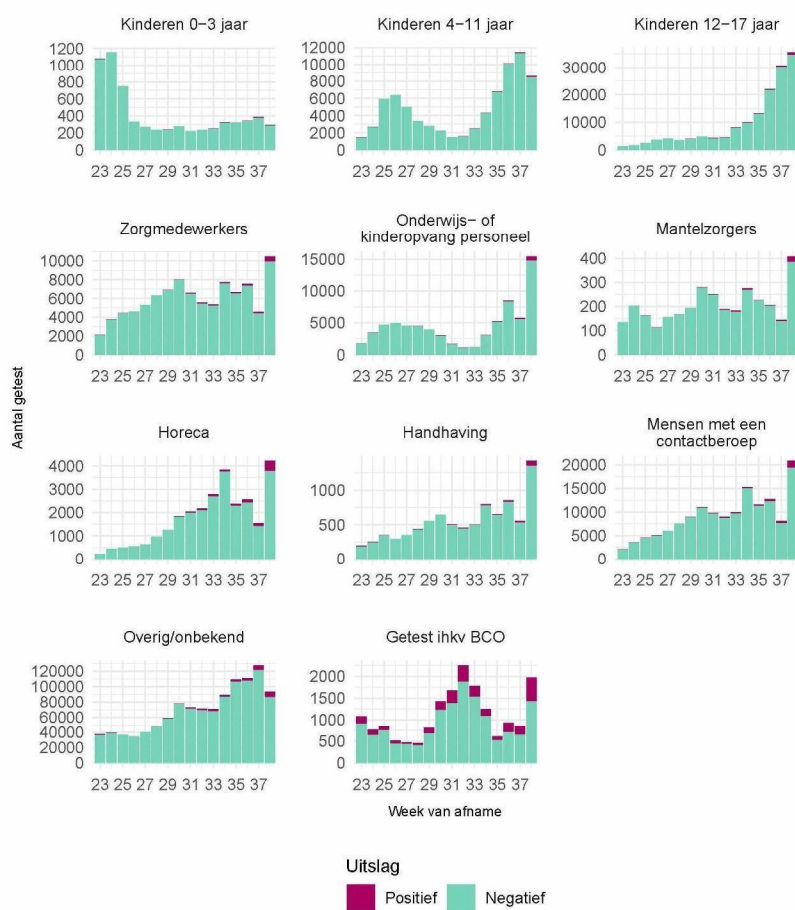 Kinderen 0−3 jaar
1200
1000
800
600
400
200
0
23 25 27 29 31 33 35 37
Kinderen 4−11 jaar
12000
10000
8000
6000
4000
2000
0
23 25 27 29 31 33 35 37
Kinderen 12−17 jaar
30000
20000
10000
0
23 25 27 29 31 33 35 37
Zorgmedewerkers
10000
8000
6000
4000
2000
0
23 25 27 29 31 33 35 37
Onderwijs− of
kinderopvang personeel
15000
10000
5000
0
23 25 27 29 31 33 35 37
Mantelzorgers
400
300
200
100
0
23 25 27 29 31 33 35 37
Aantal getest
Horeca
4000
3000
2000
1000
0
23 25 27 29 31 33 35 37
Handhaving
1000
500
0
23 25 27 29 31 33 35 37
Mensen met een
contactberoep
20000
15000
10000
5000
0
23 25 27 29 31 33 35 37
Overig/onbekend
120000
100000
80000
60000
40000
20000
0
23 25 27 29 31 33 35 37
Getest ihkv BCO
2000
1500
1000
500
0
23 25 27 29 31 33 35 37
Week van afname
Uitslag
Positief Negatief